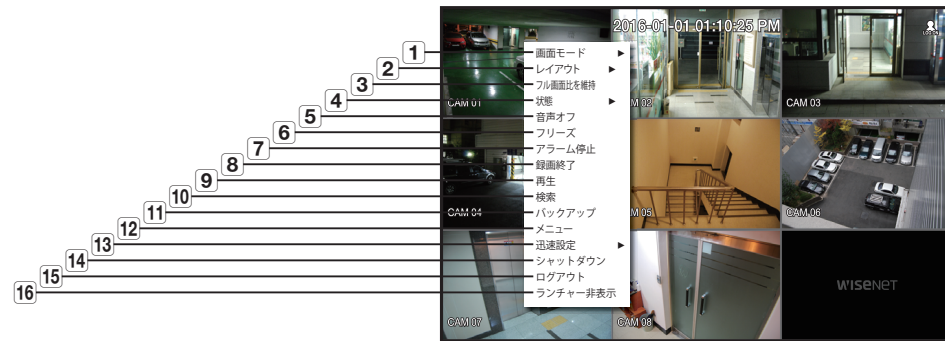 2016-01-01 01:10:25 PM
LOG ON
1 画面モード ▶
2 レイアウト ▶
3 フル画面比を維持
4 状態 ▶
5 音声オフ
6 フリーズ
7 アラーム停止
8 録画終了
9 再生
10 検索
11 バックアップ
12 メニュー
13 迅速設定 ▶
14 シャットダウン
15 ログアウト
16 ランチャー非表示
CAM 01
M 02
CAM 03
CAM 04
M 05
CAM 06
CAM 07
CAM 08
WISENET